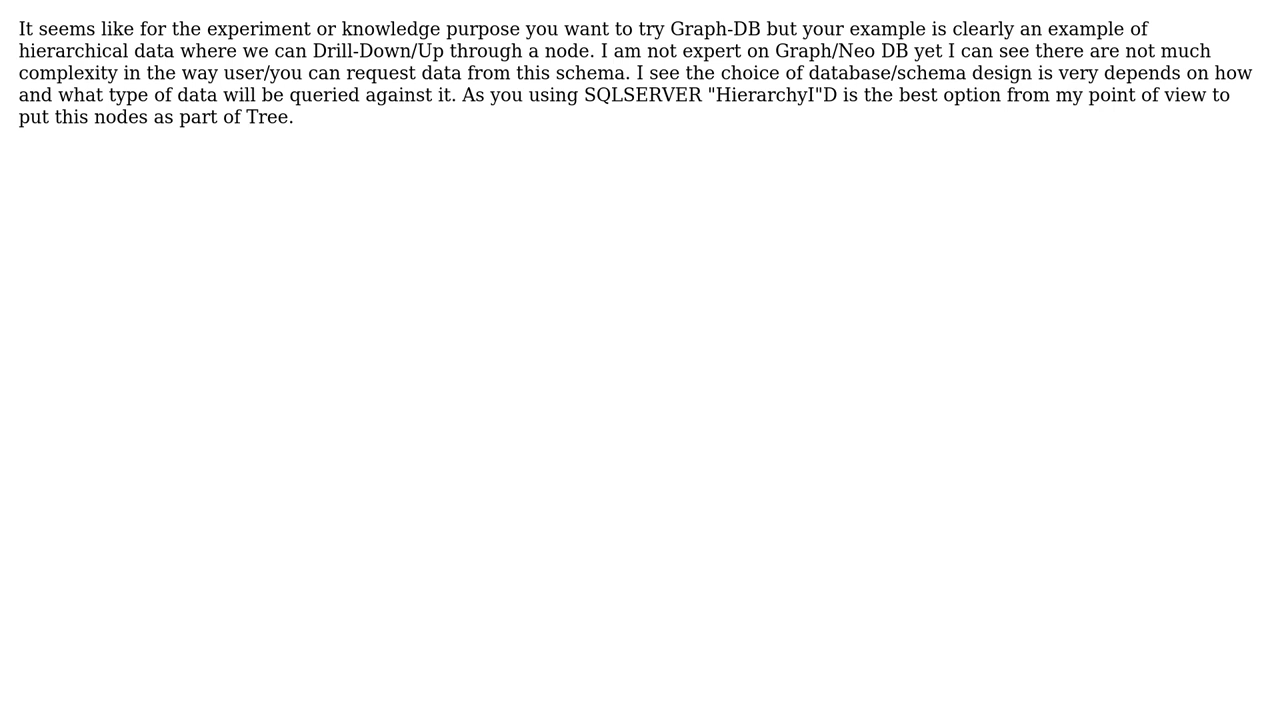 It seems like for the experiment or knowledge purpose you want to try Graph-DB but your example is clearly an example of
hierarchical data where we can Drill-Down/Up through a node. I am not expert on Graph/Neo DB yet I can see there are not much
complexity in the way user/you can request data from this schema. I see the choice of database/schema design is very depends on how
and what type of data will be queried against it. As you using SQLSERVER "HierarchyI"D is the best option from my point of view to
put this nodes as part of Tree.